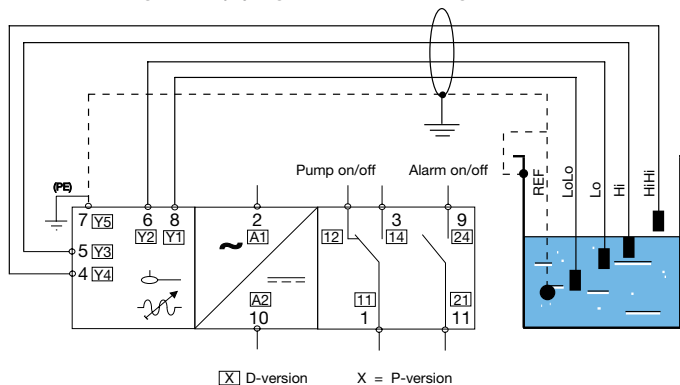 Pump on/off Alarm on/off
REF
LoLo
Lo
Hi
HiHi
(PE)
7 Y5 6 8 2 3 9
Y2 Y1 ~ A1 12 14 24
5 Y3
4 Y4
A2 11 21
10 1 11
X D-version X = P-version